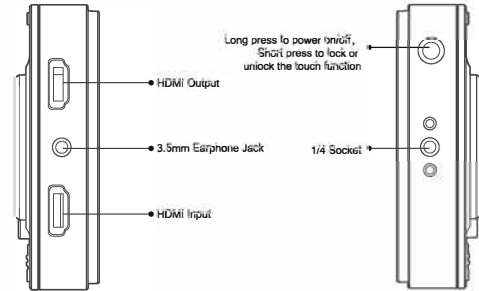 Long press to power on/off,
Short press to lock or
unlock the touch function
HDMI Output
3.5mm Earphone Jack
1/4 Socket
HDMI Input